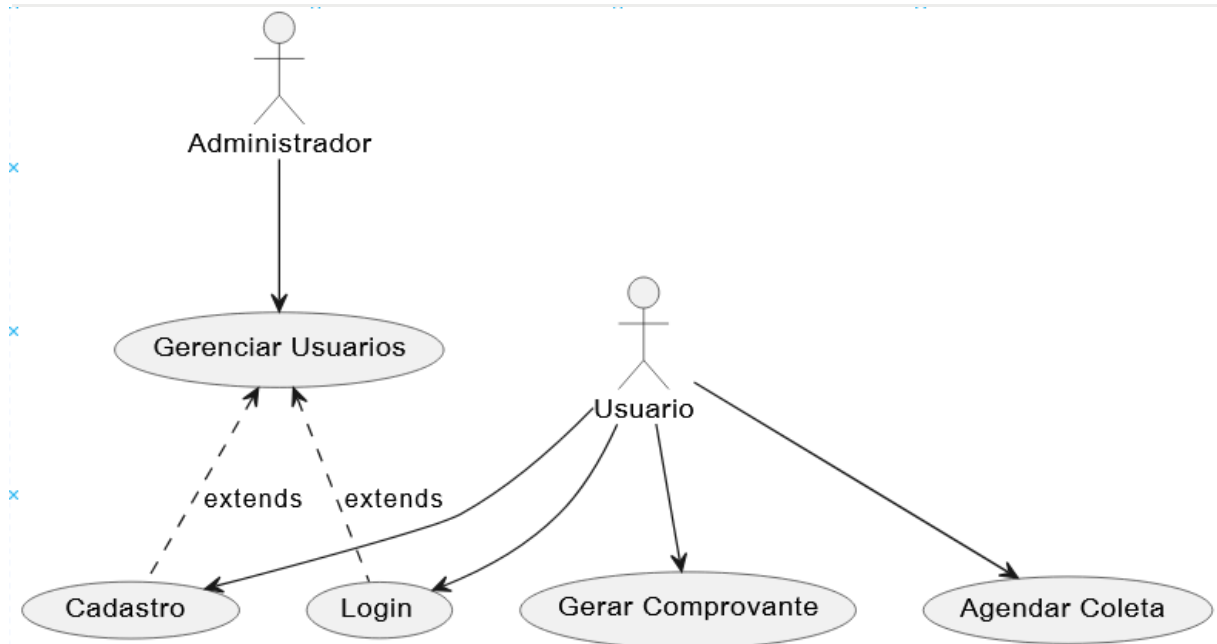 Administrador
Gerenciar Usuarios
Usuario
extends
extends
Cadastro
Login
Gerar Comprovante
Agendar Coleta